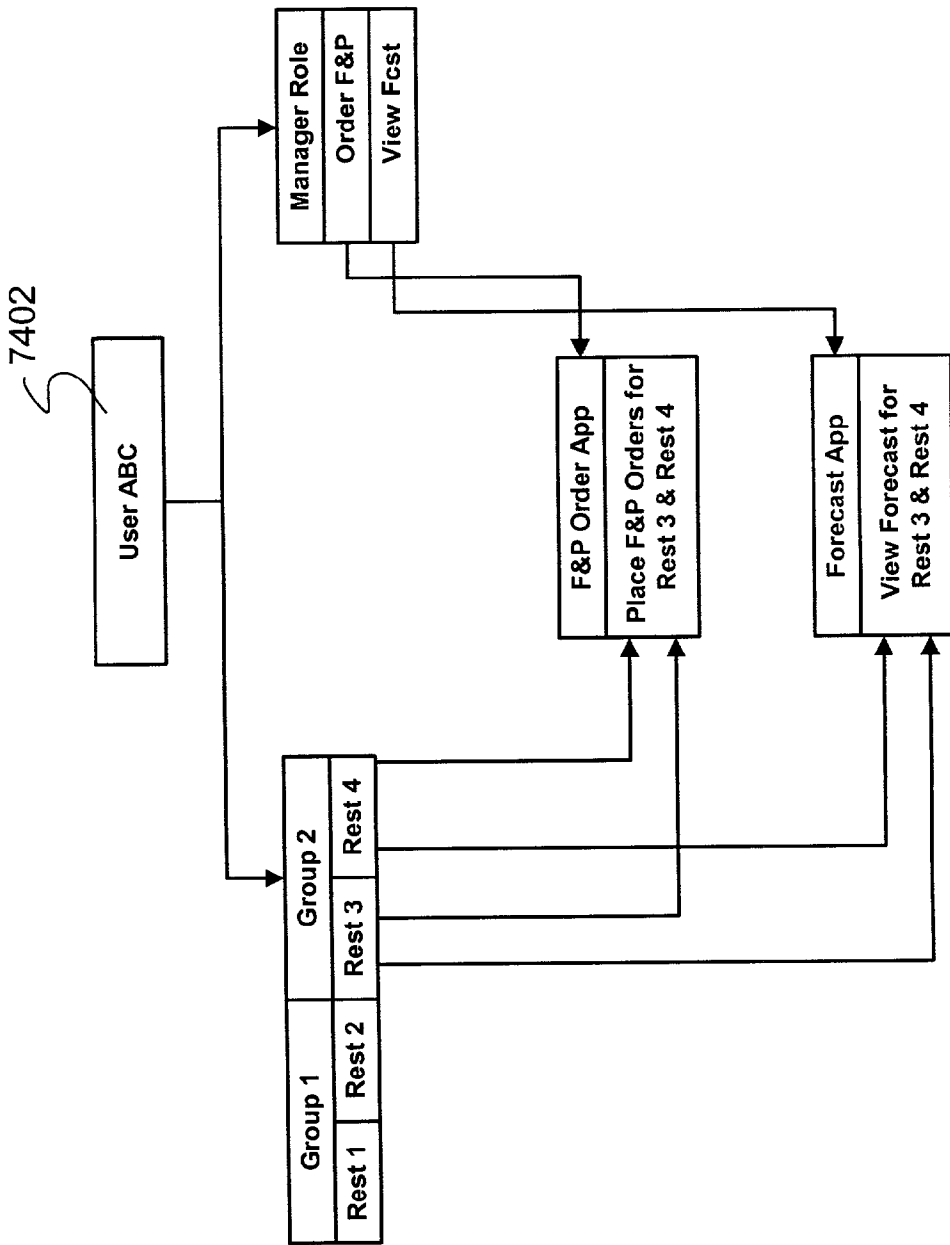 7402
User ABC
Manager Role
Order F&P
View Fcst
Group 1
Group 2
Rest 1
Rest 2
Rest 3
Rest 4
F&P Order App
Place F&P Orders for
Rest 3 & Rest 4
Forecast App
View Forecast for
Rest 3 & Rest 4